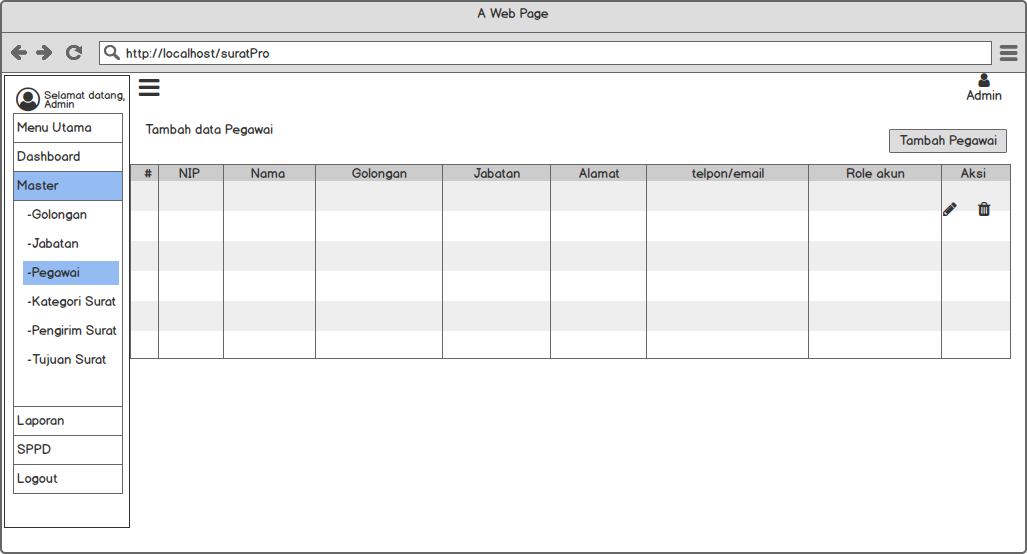 A Web Page
http://localhost/suratPro
Selamat datang,
Admin
Admin
Menu Utama
Dashboard
Master
-Golongan
-Jabatan
-Pegawai
-Kategori Surat
-Pengirim Surat
-Tujuan Surat
Laporan
SPPD
Logout
Tambah data Pegawai
Tambah Pegawai
# NIP Nama Golongan Jabatan Alamat telpon/email Role akun Aksi